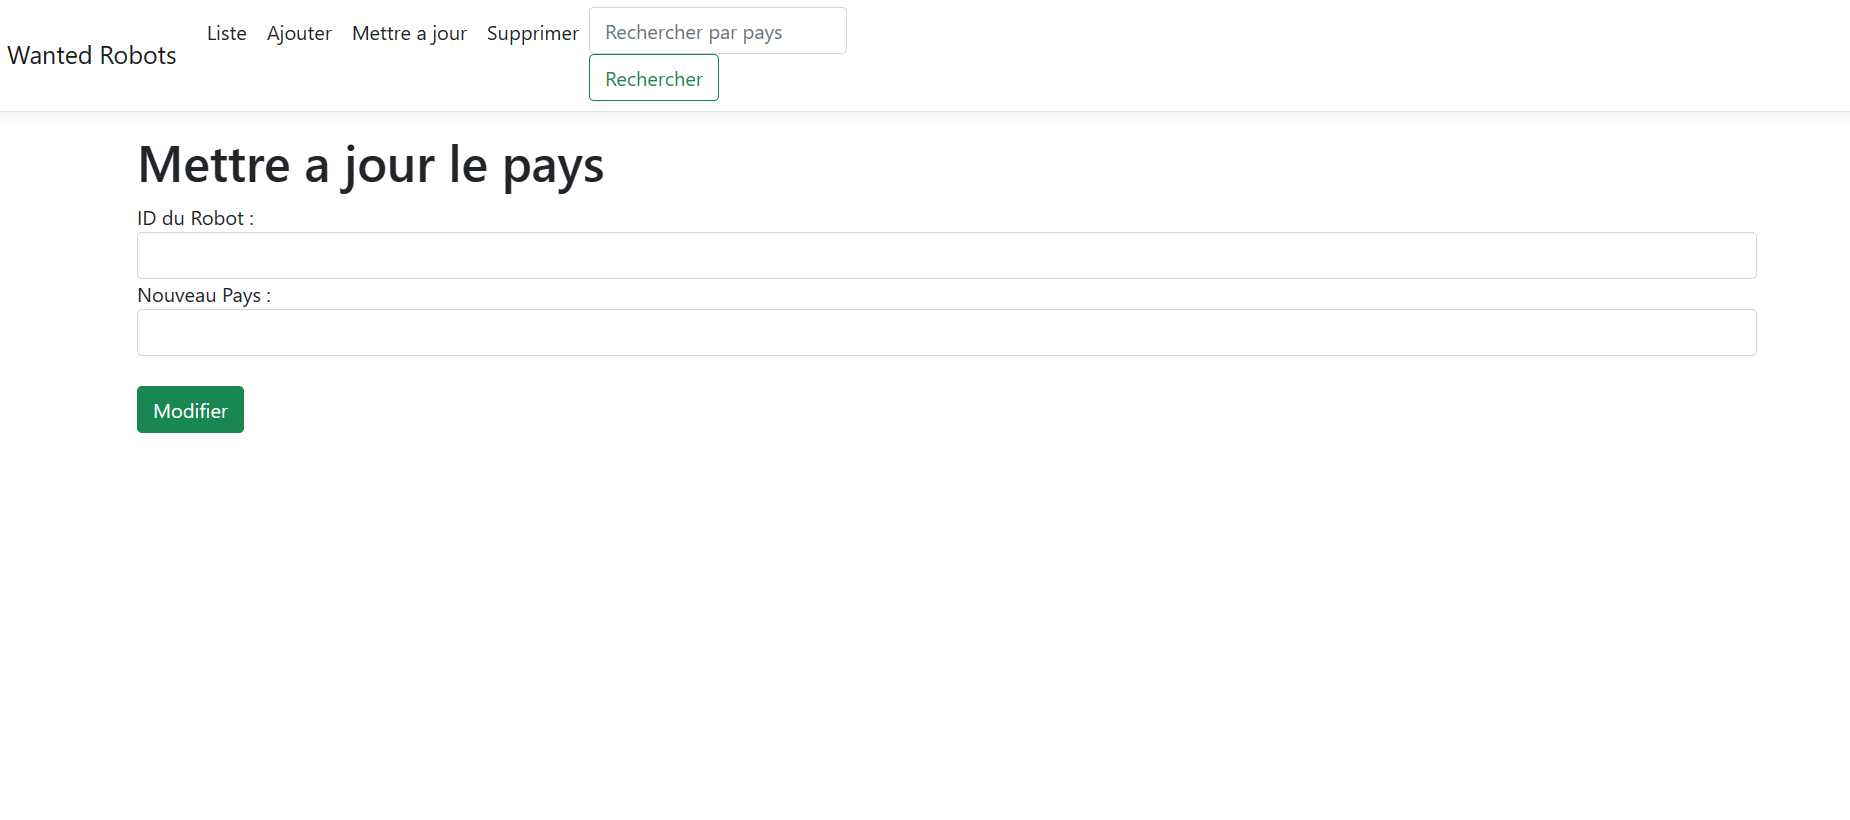 Wanted Robots
Liste Ajouter Mettre a jour Supprimer Rechercher par pays
Rechercher
Mettre a jour le pays
ID du Robot :
Nouveau Pays :
Modifier